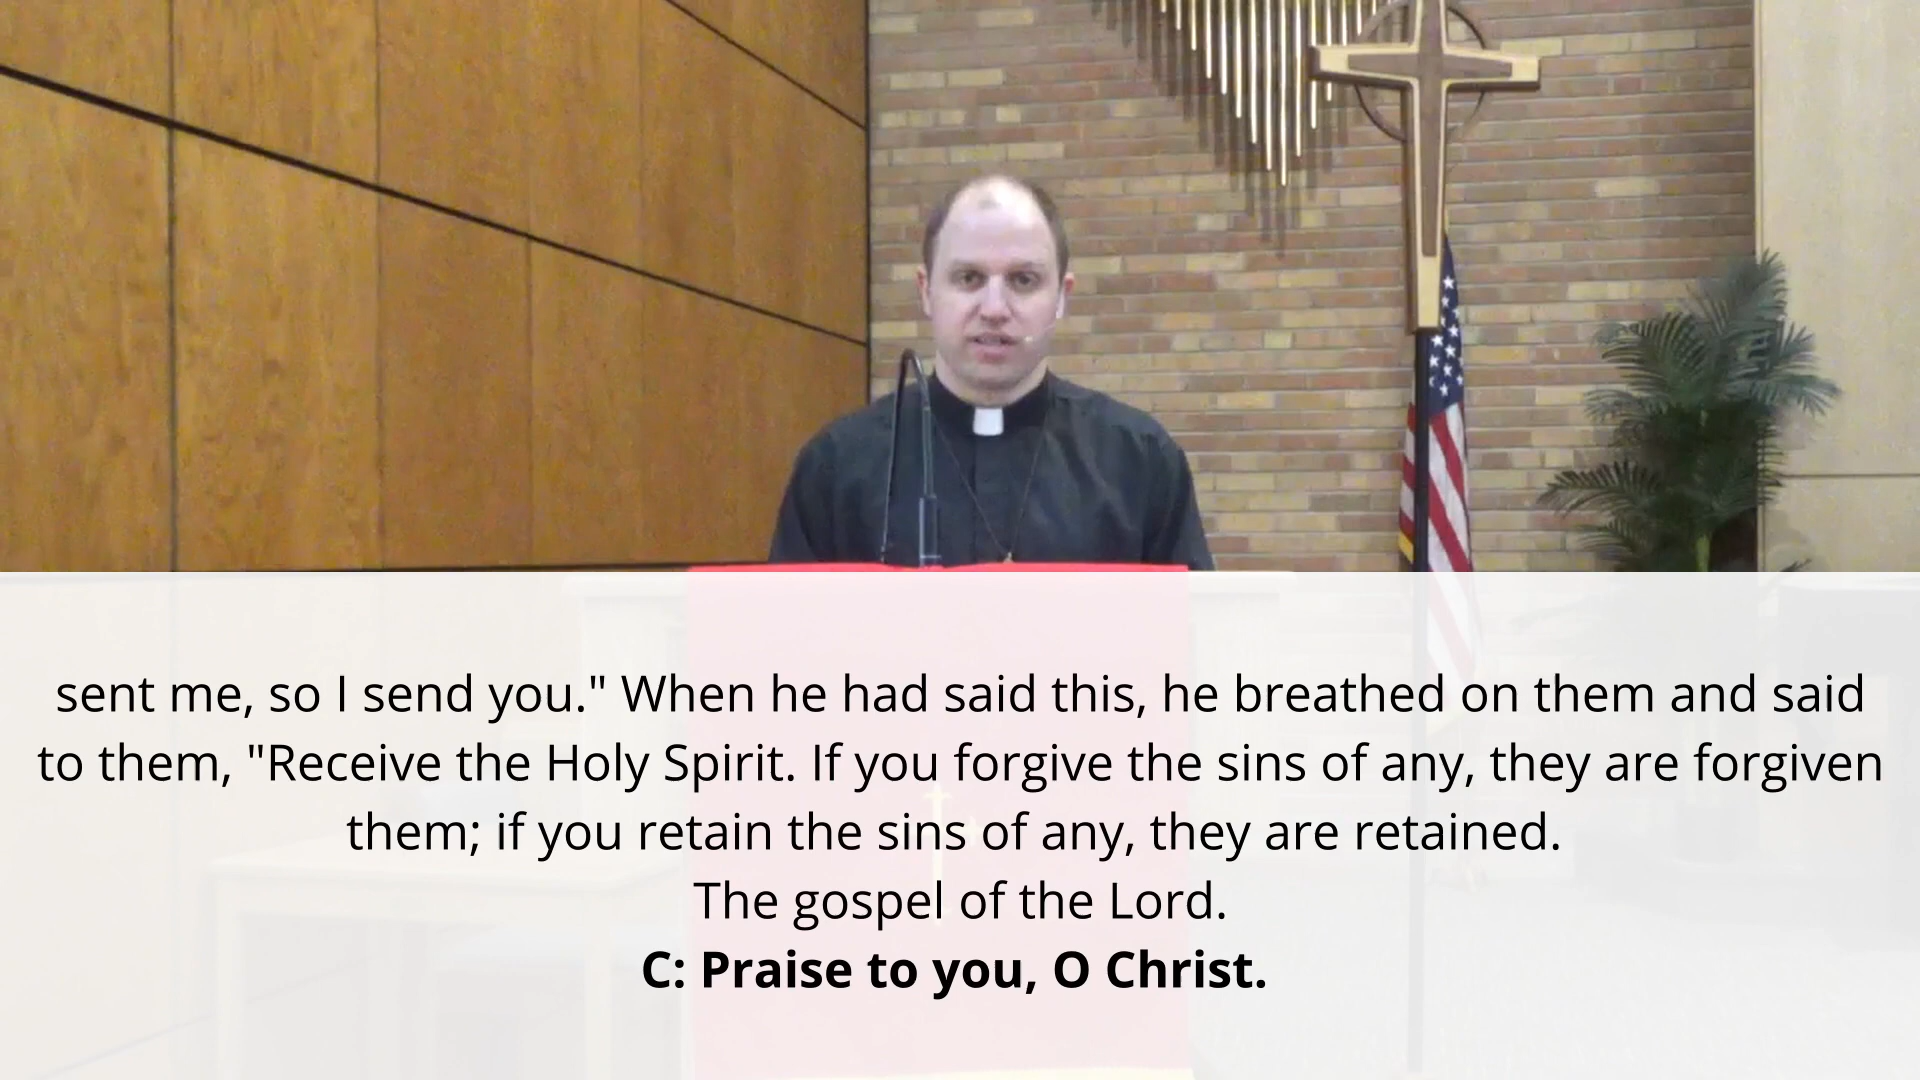 sent me, so I send you." When he had said this, he breathed on them and said
to them, "Receive the Holy Spirit. If you forgive the sins of any, they are forgiven
them; if you retain the sins of any, they are retained.
The gospel of the Lord.
C: Praise to you, O Christ.